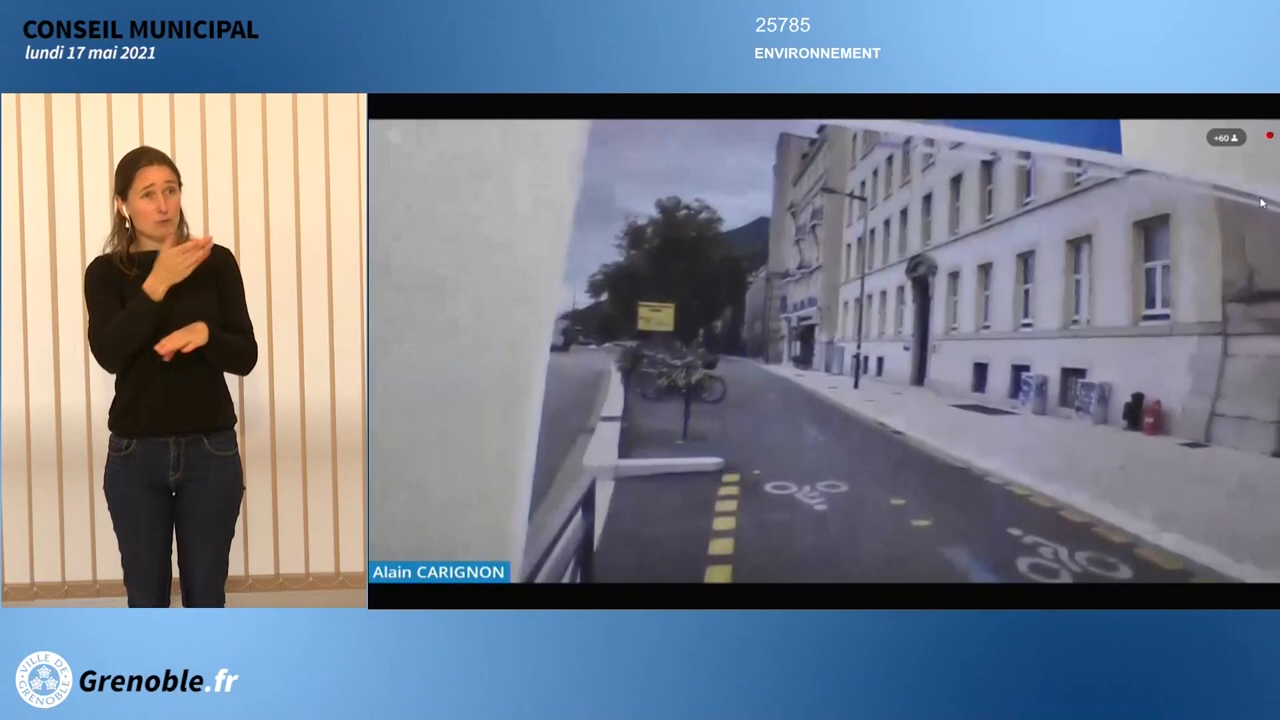 CONSEIL MUNICIPAL
lundi 17 mai 2021
25785
ENVIRONNEMENT
+60
Alain CARIGNON
VILLE DE
GRENOBLE
Grenoble.fr